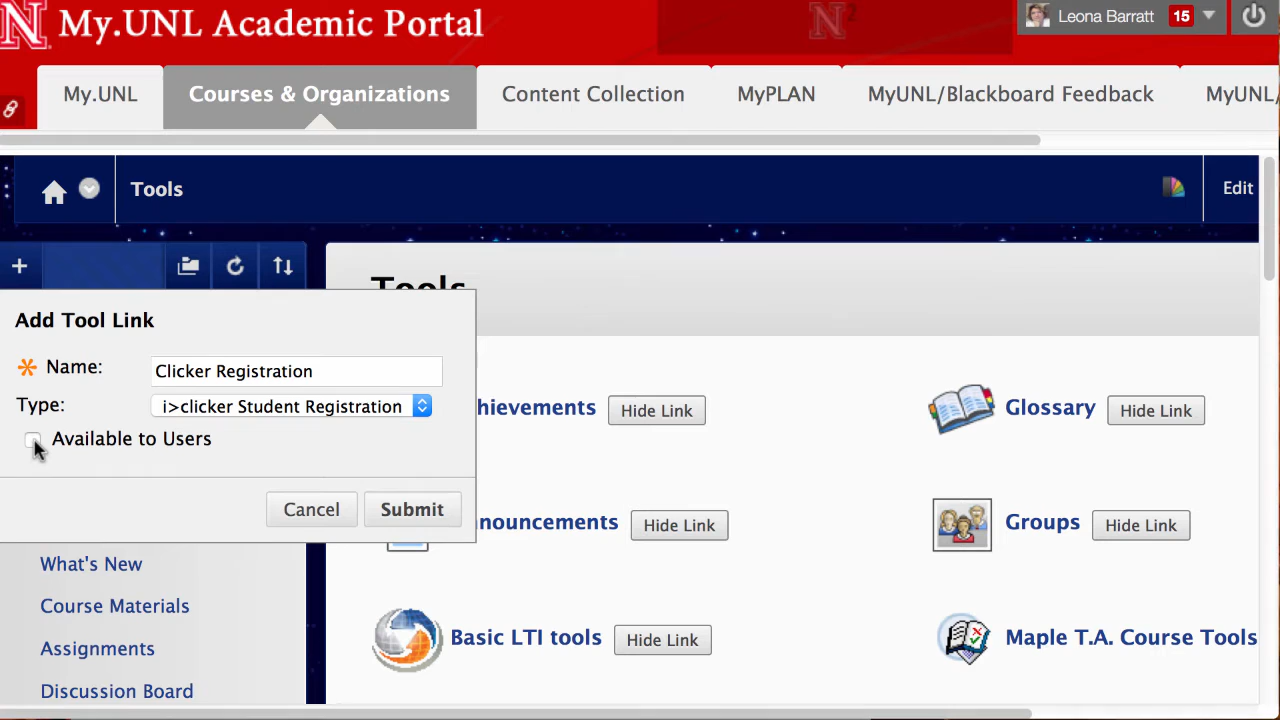 N My.UNL Academic Portal
N2
Leona Barratt 15
My.UNL Courses & Organizations Content Collection MyPLAN MyUNL/Blackboard Feedback MyUNL/
Tools
Edit
Tools
Add Tool Link
Name: Clicker Registration
Type: i>clicker Student Registration
Available to Users
Cancel Submit
hievements Hide Link
Glossary Hide Link
nouncements Hide Link
Groups Hide Link
Basic LTI tools Hide Link
Maple T.A. Course Tools
What's New
Course Materials
Assignments
Discussion Board